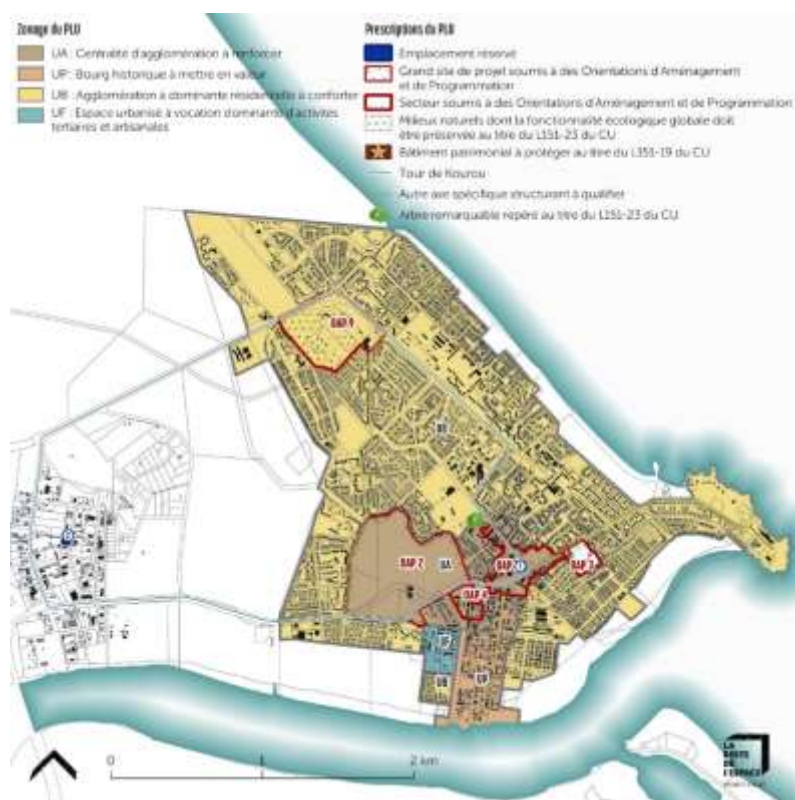 Zonage du PLU
UA : Centralité d'agglomération à renforcer
UP : Bourg historique à mettre en valeur
UB : Agglomération à dominante résidentielle à conforter
UF : Espace urbanisé à vocation dominante d'activités
tertiaires et artisanales
Prescriptions du PLU
Emplacement réservé
Grand site de projet soumis à des Orientations d'Aménagement
et de Programmation
Secteur soumis à des Orientations d'Aménagement et de Programmation
Milieux naturels dont la fonctionnalité écologique globale doit
être préservée au titre du L151-23 du CU
Bâtiment patrimonial à protéger au titre du L151-19 du CU
Tour de Kourou
Autre axe spécifique structurant à qualifier
Arbre remarquable repéré au titre du L151-23 du CU
OAP 9
UB
OAP 2
UA
OAP
OAP 3
OAP 4
UF
UB
UP
0
2 km
LA
ROUTE
DE
L'ESPACE